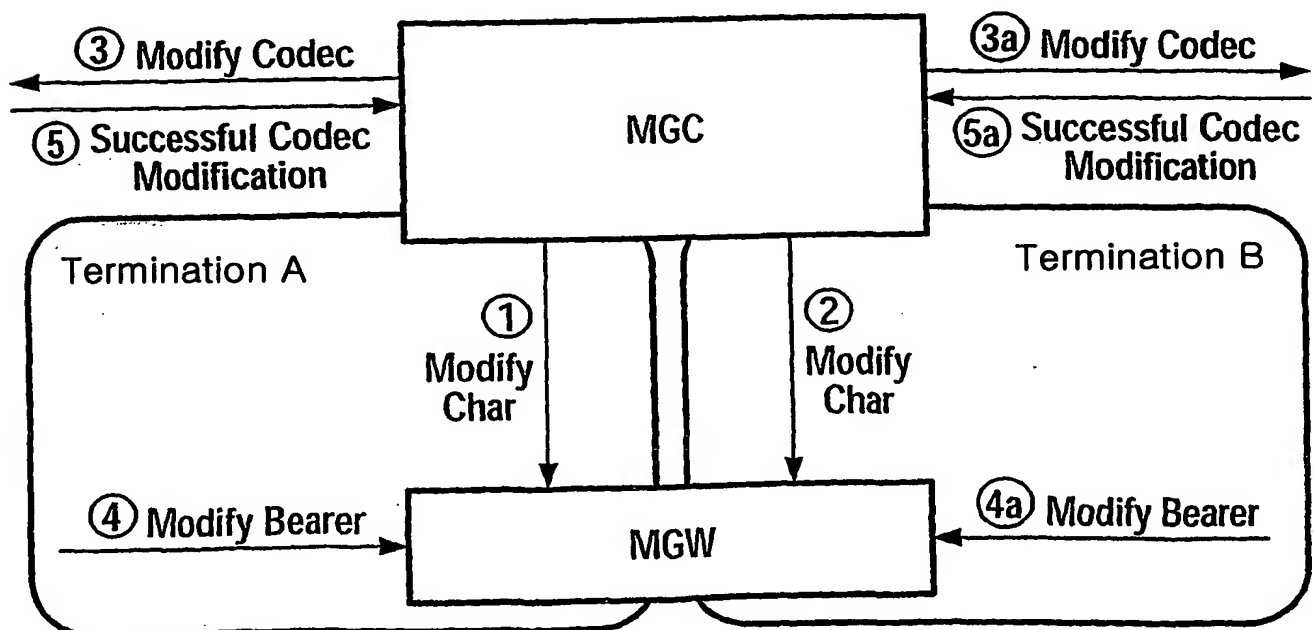 ③ Modify Codec
⑤ Successful Codec
Modification
MGC
③a Modify Codec
⑤a Successful Codec
Modification
Termination A
Termination B
①
Modify
Char
②
Modify
Char
④ Modify Bearer
MGW
④a Modify Bearer